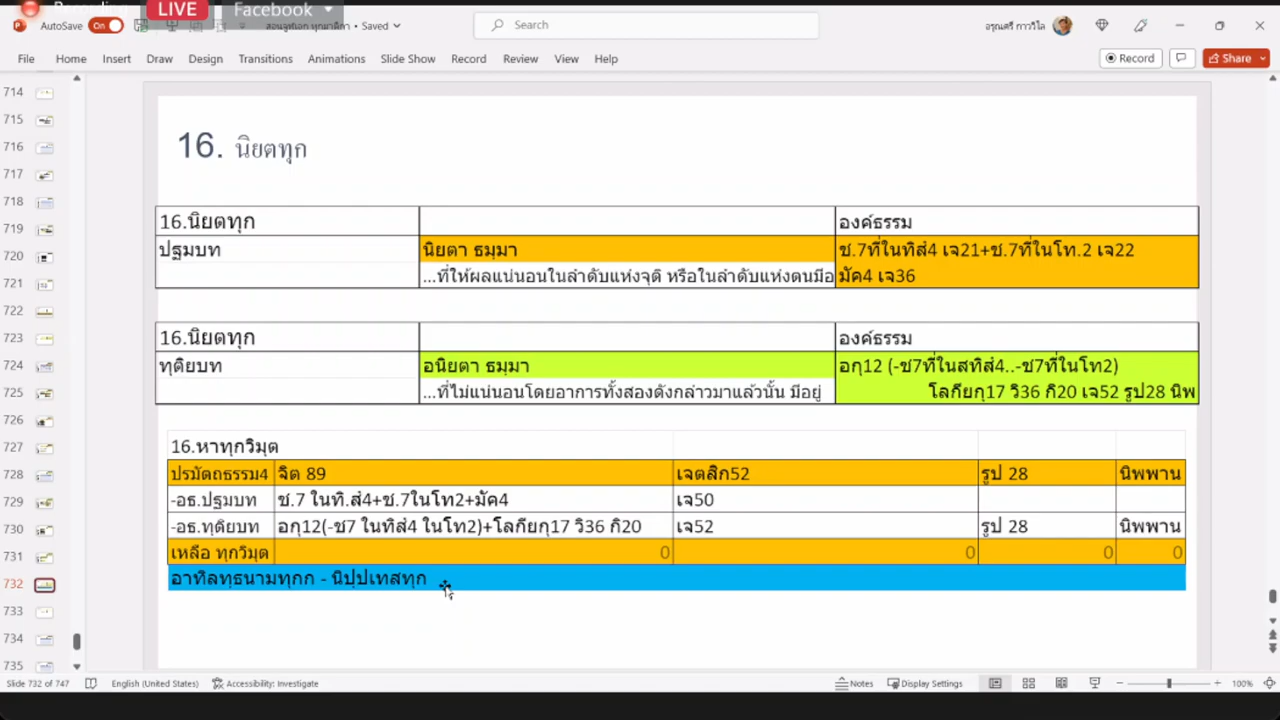 Recording
LIVE
Facebook
AutoSave On
• Saved
Search
อรุณศรี กาววิไล
File Home Insert Draw Design Transitions Animations Slide Show Record Review View Help
Record
Share
16. นิยตทุก
16.นิยตทุก องค์ธรรม
ปฐมบท นิยตา ธมฺมา ช.7ที่ในทิส์4 เจ21+ช.7ที่ในโท.2 เจ22
...ที่ให้ผลแน่นอนในลำดับแห่งจุติ หรือในลำดับแห่งตนมีอ มัค4 เจ36
16.นิยตทุก องค์ธรรม
ทุติยบท อนิยตา ธมฺมา อกุ12 (-ช7ที่ในสทิส์4..-ช7ที่ในโท2)
...ที่ไม่แน่นอนโดยอาการทั้งสองดังกล่าวมาแล้วนั้น มีอยู่ โลกียกุ17 วิ36 กิ20 เจ52 รูป28 นิพ
16.หาทุกวิมุต
ปรมัตถธรรม4 จิต 89 เจตสิก52 รูป 28 นิพพาน
-อธ.ปฐมบท ช.7 ในทิ.ส์4+ช.7ในโท2+มัค4 เจ50
-อธ.ทุติยบท อกุ12(-ช7 ในทิส์4 ในโท2)+โลกียกุ17 วิ36 กิ20 เจ52 รูป 28 นิพพาน
เหลือ ทุกวิมุต 0 0 0 0
อาทิลทฺธนามทุกก - นิปฺปเทสทุก
714
715
716
717
718
719
720
721
722
723
724
725
726
727
728
729
730
731
732
733
734
735
Slide 732 of 747 English (United States) Accessibility: Investigate Notes Display Settings 100%